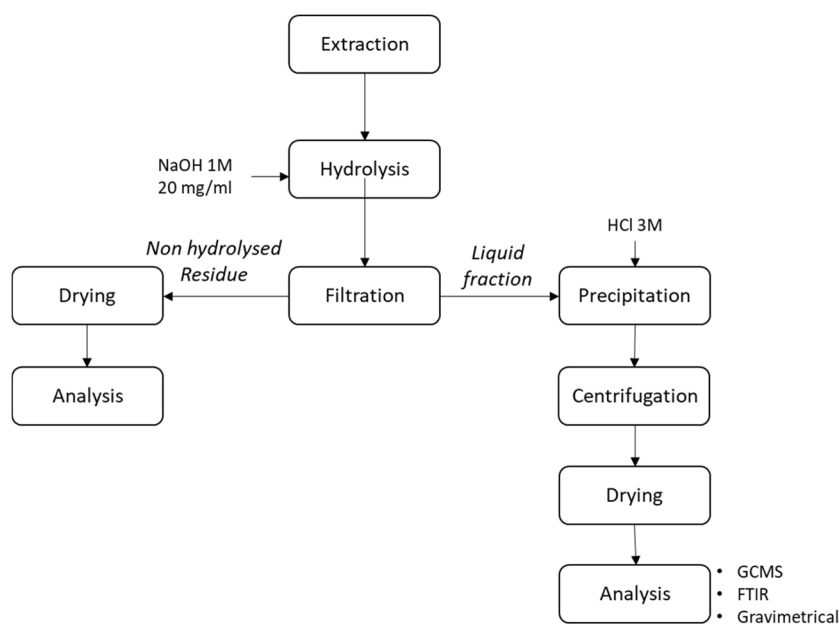 Extraction
NaOH 1M
20 mg/ml
Hydrolysis
HCl 3M
Non hydrolysed
Residue
Liquid
fraction
Drying
Filtration
Precipitation
Analysis
Centrifugation
Drying
Analysis
• GCMS
• FTIR
• Gravimetrical